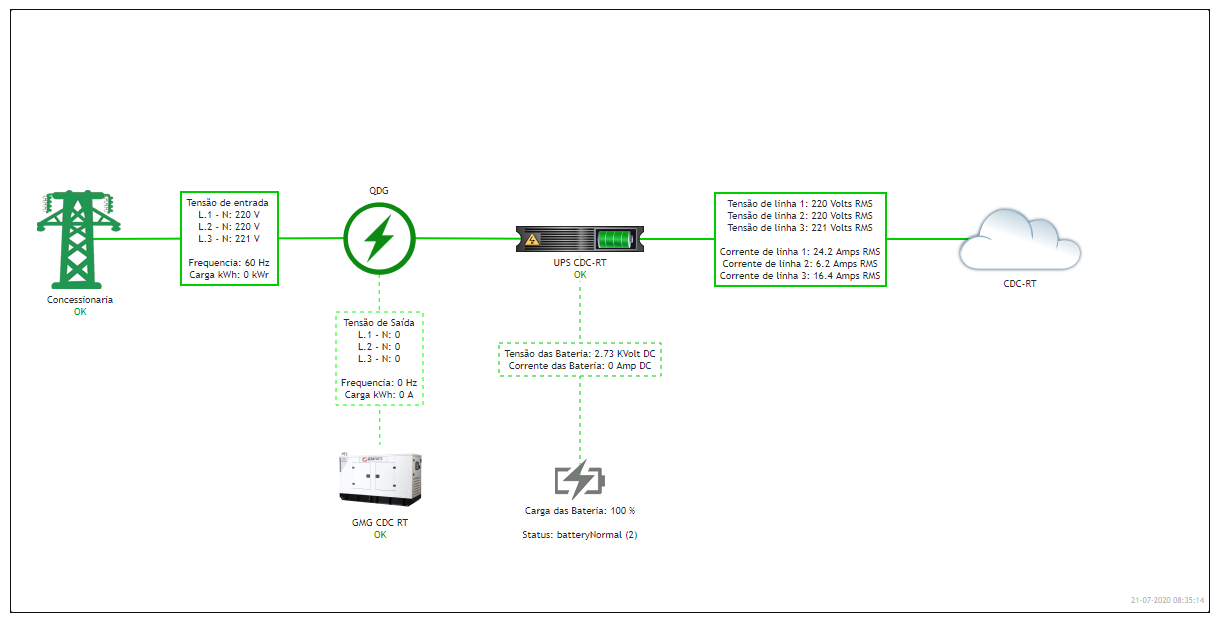 QDG
Tensão de entrada
L.1 - N: 220 V
L.2 - N: 220 V
L.3 - N: 221 V
Frequencia: 60 Hz
Carga kWh: 0 kWr
Concessionaria
OK
UPS CDC-RT
OK
Tensão de linha 1: 220 Volts RMS
Tensão de linha 2: 220 Volts RMS
Tensão de linha 3: 221 Volts RMS
Corrente de linha 1: 24.2 Amps RMS
Corrente de linha 2: 6.2 Amps RMS
Corrente de linha 3: 16.4 Amps RMS
CDC-RT
Tensão de Saída
L.1 - N: 0
L.2 - N: 0
L.3 - N: 0
Frequencia: 0 Hz
Carga kWh: 0 A
Tensão das Bateria: 2.73 KVolt DC
Corrente das Bateria: 0 Amp DC
GMG CDC RT
OK
Carga das Bateria: 100 %
Status: batteryNormal (2)
21-07-2020 08:35:14